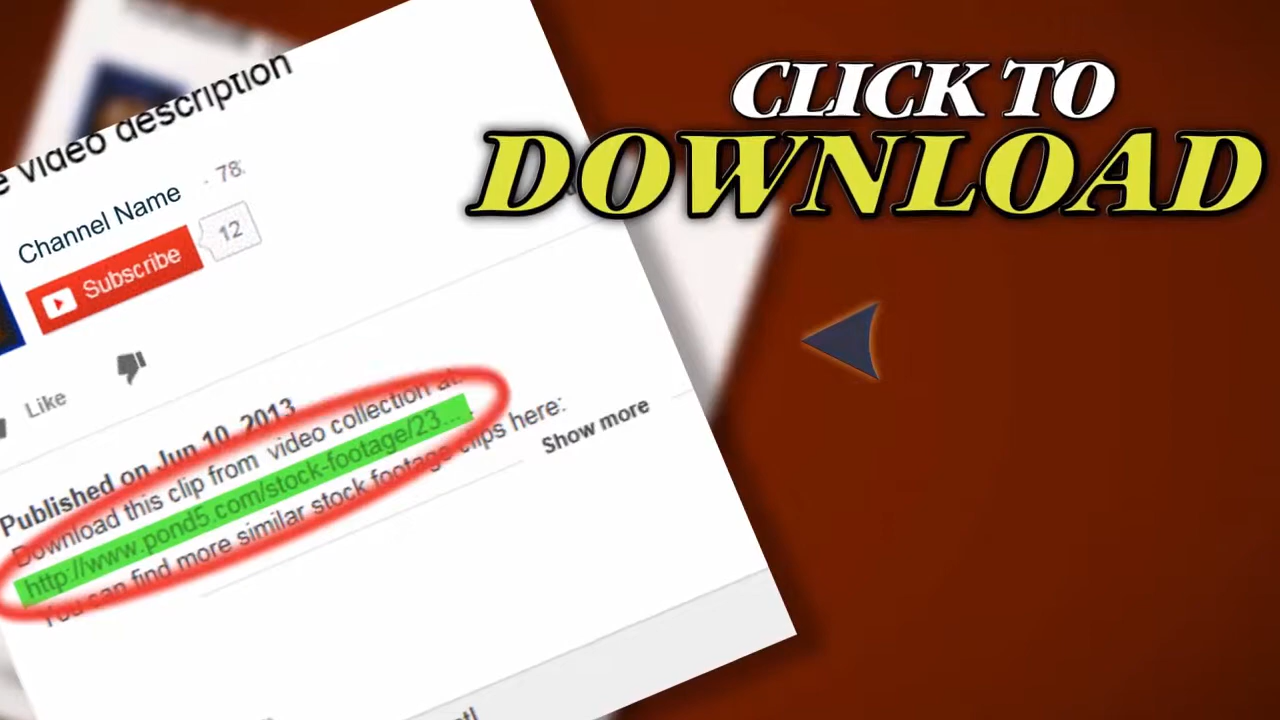 CLICK TO
DOWNLOAD
video description
Channel Name
78
Subscribe
12
Like
Published on Jun 10, 2013
Download this clip from video collection at:
http://www.pond5.com/stock-footage/23...
You can find more similar stock footage clips here:
Show more